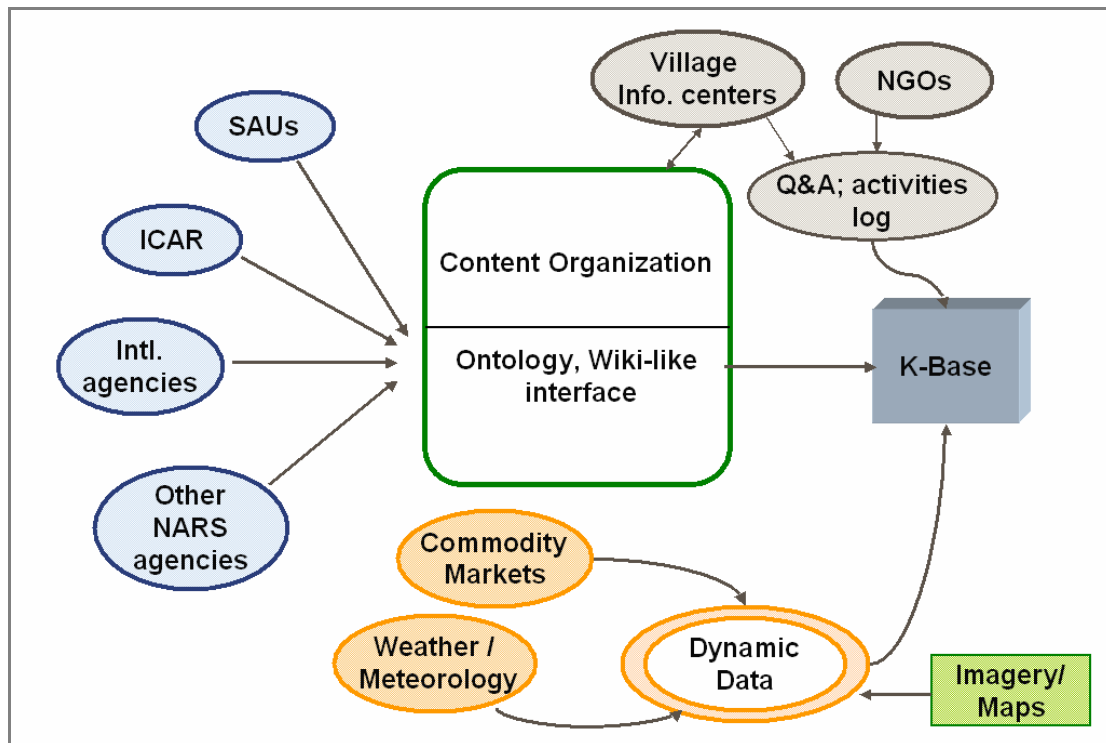 Village
Info. centers
NGOs
SAUs
Q&A; activities
log
ICAR
Content Organization
Intl.
agencies
Ontology, Wiki-like
interface
K-Base
Other
NARS
agencies
Commodity
Markets
Weather /
Meteorology
Dynamic
Data
Imagery/
Maps